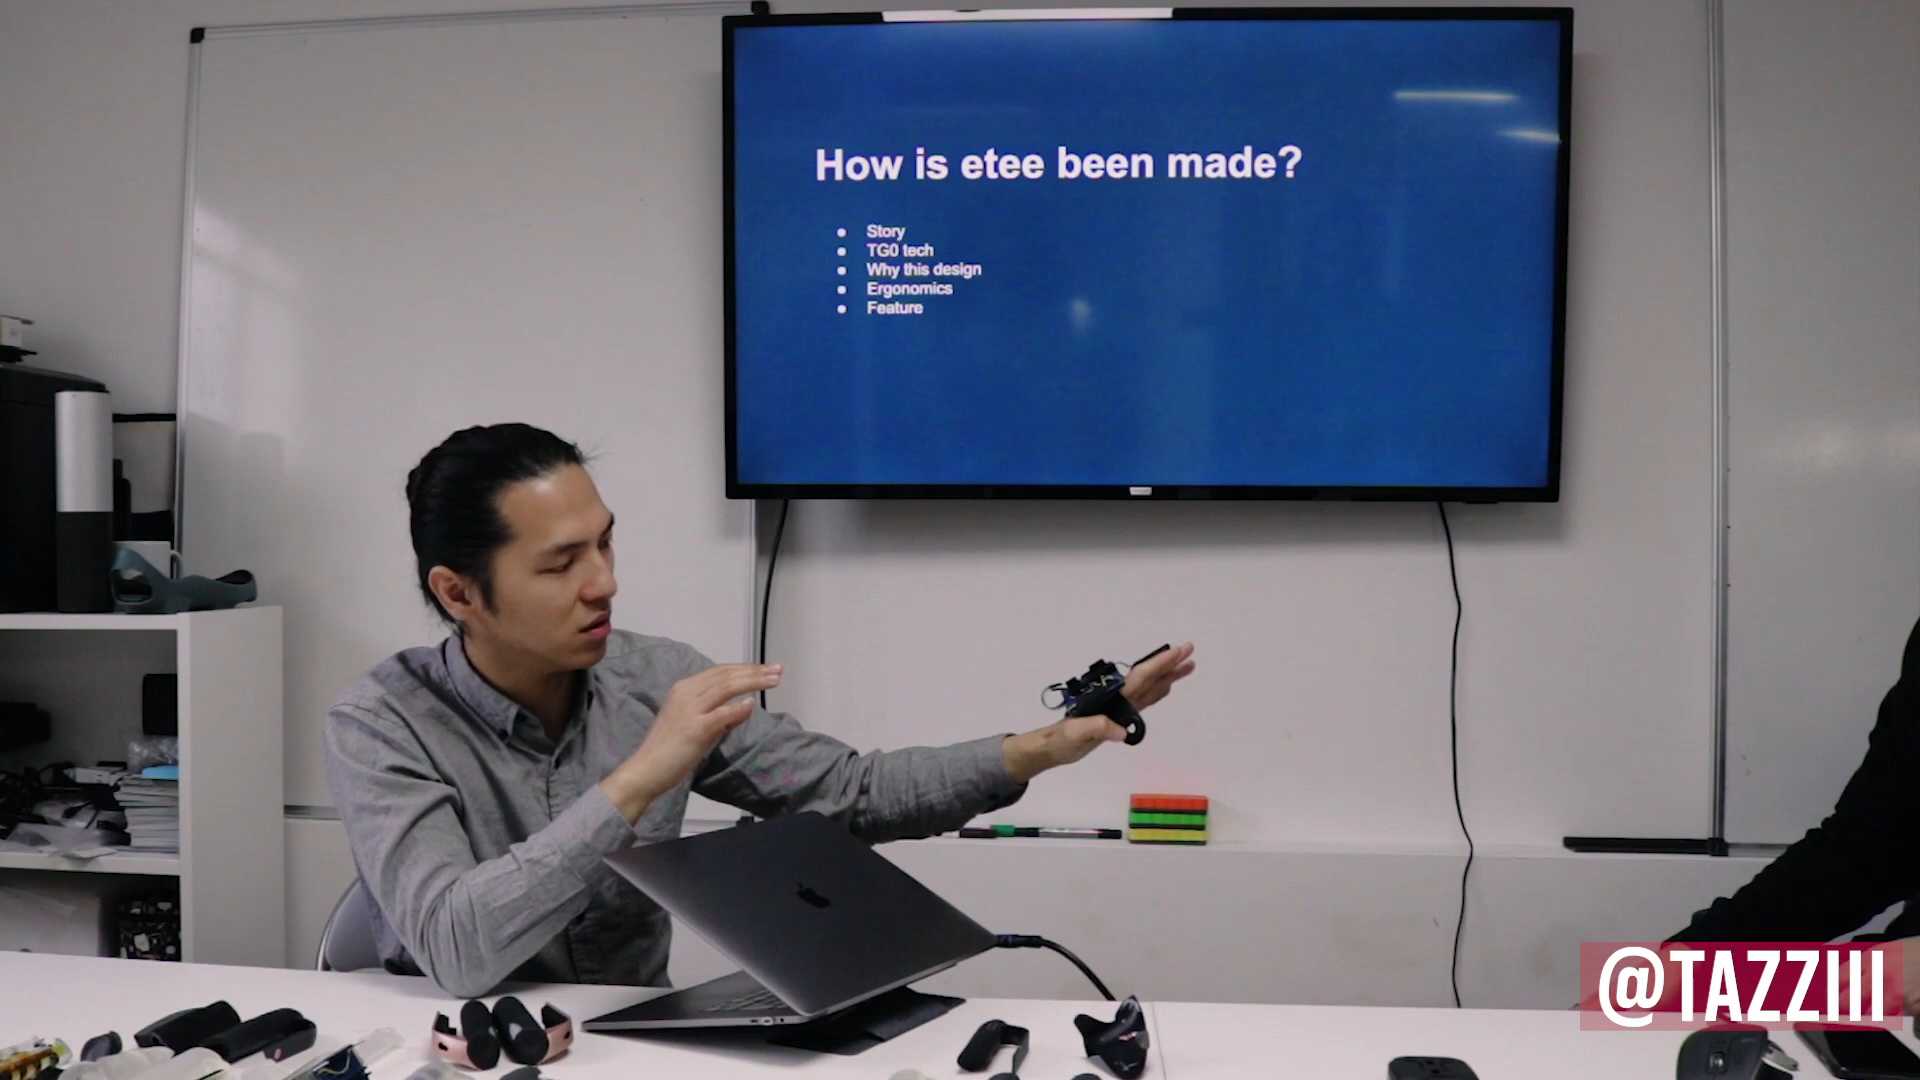 How is etee been made?
Story
TG0 tech
Why this design
Ergonomics
Feature
@TAZZIII